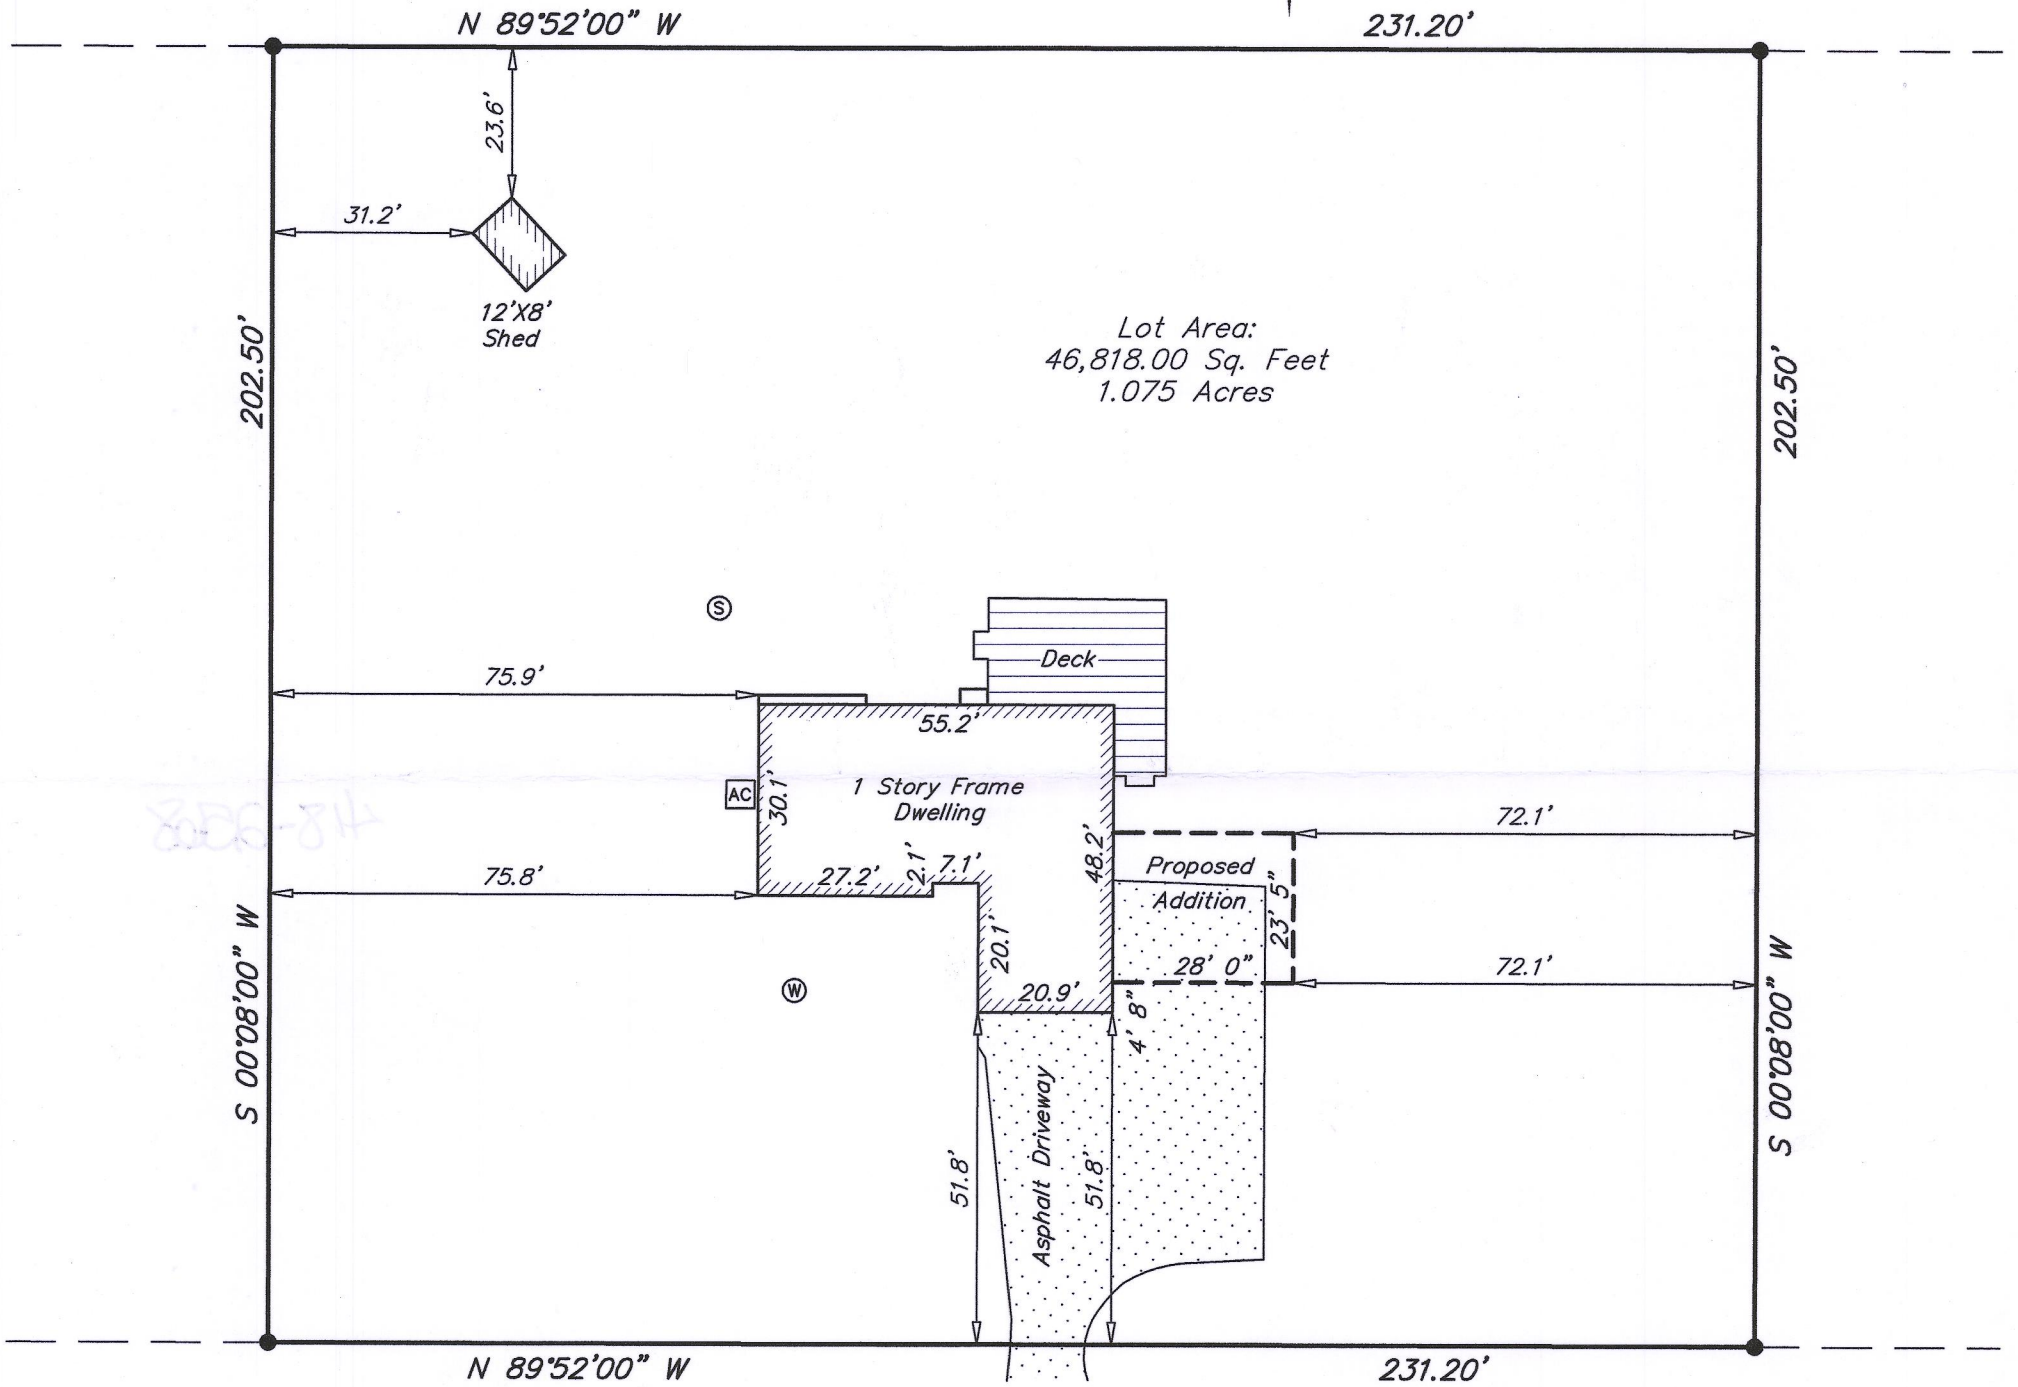 N 89°52'00" W
231.20'
23.6'
31.2'
12'X8'
Shed
202.50'
Lot Area:
46,818.00 Sq. Feet
1.075 Acres
202.50'
S
75.9'
Deck
55.2'
AC
30.1'
1 Story Frame
Dwelling
48.2'
72.1'
75.8'
27.2'
2.1'
7.1'
Proposed
Addition
23' 5"
20.1'
28' 0"
72.1'
W
20.9'
4' 8"
S 00°08'00" W
S 00°08'00" W
51.8'
Asphalt Driveway
51.8'
N 89°52'00" W
231.20'